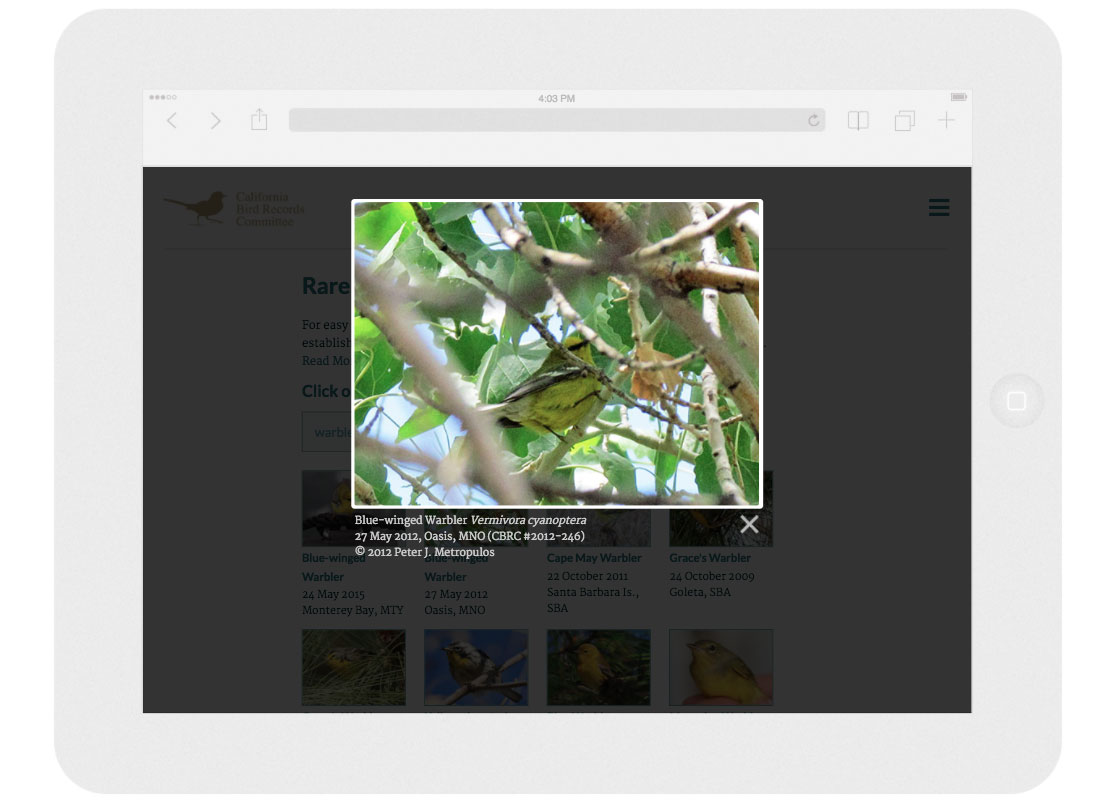 4:03 PM
California
Bird Records
Committee
Rare
For easy
establish
Read Mo
Click o
warble
Blue-winged Warbler Vermivora cyanoptera
27 May 2012, Oasis, MNO (CBRC #2012-246)
© 2012 Peter J. Metropulos
Blue-winged
Warbler
24 May 2015
Monterey Bay, MTY
Blue-winged
Warbler
27 May 2012
Oasis, MNO
Cape May Warbler
22 October 2011
Santa Barbara Is.,
SBA
Grace's Warbler
24 October 2009
Goleta, SBA